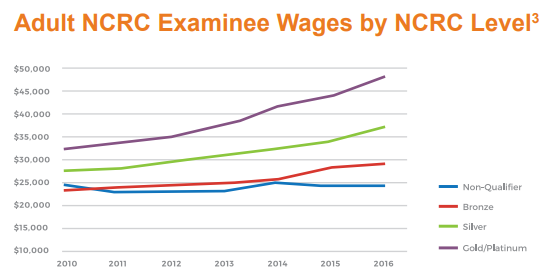 Adult NCRC Examinee Wages by NCRC Level³
$50,000
$45,000
$40,000
$35,000
$30,000
$25,000
$20,000
$15,000
$10,000
2010 2011 2012 2013 2014 2015 2016
Non-Qualifier
Bronze
Silver
Gold/Platinum